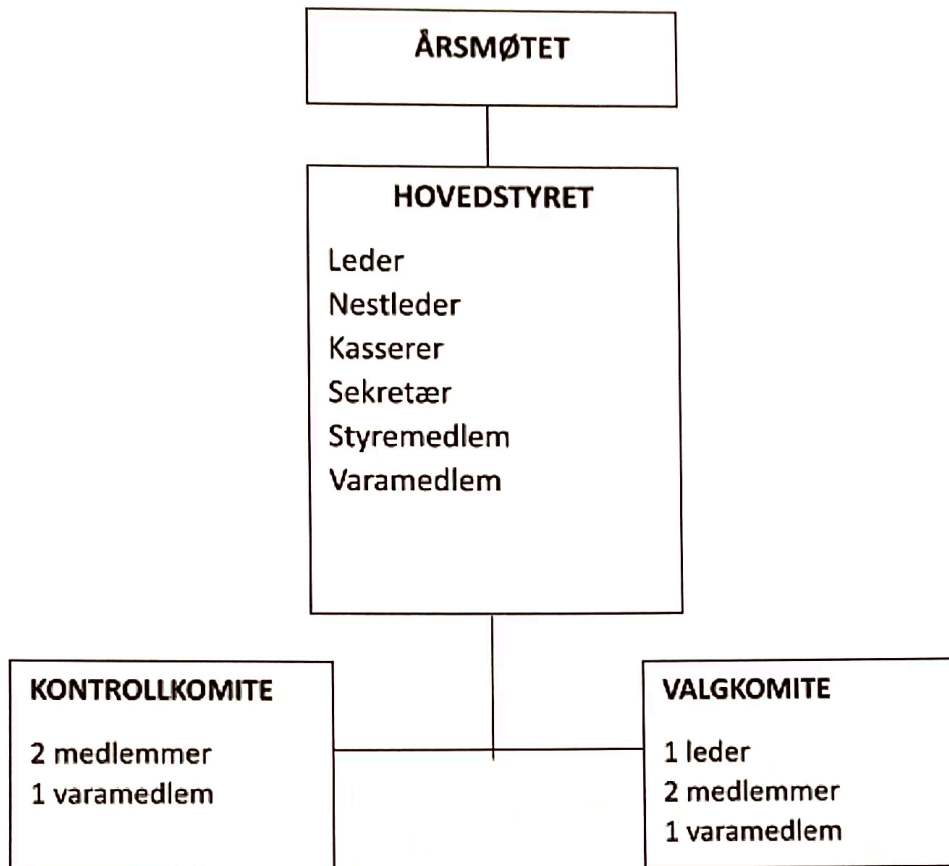 ÅRSMØTET
HOVEDSTYRET
Leder
Nestleder
Kasserer
Sekretær
Styremedlem
Varamedlem
KONTROLLKOMITE
2 medlemmer
1 varamedlem
VALGKOMITE
1 leder
2 medlemmer
1 varamedlem